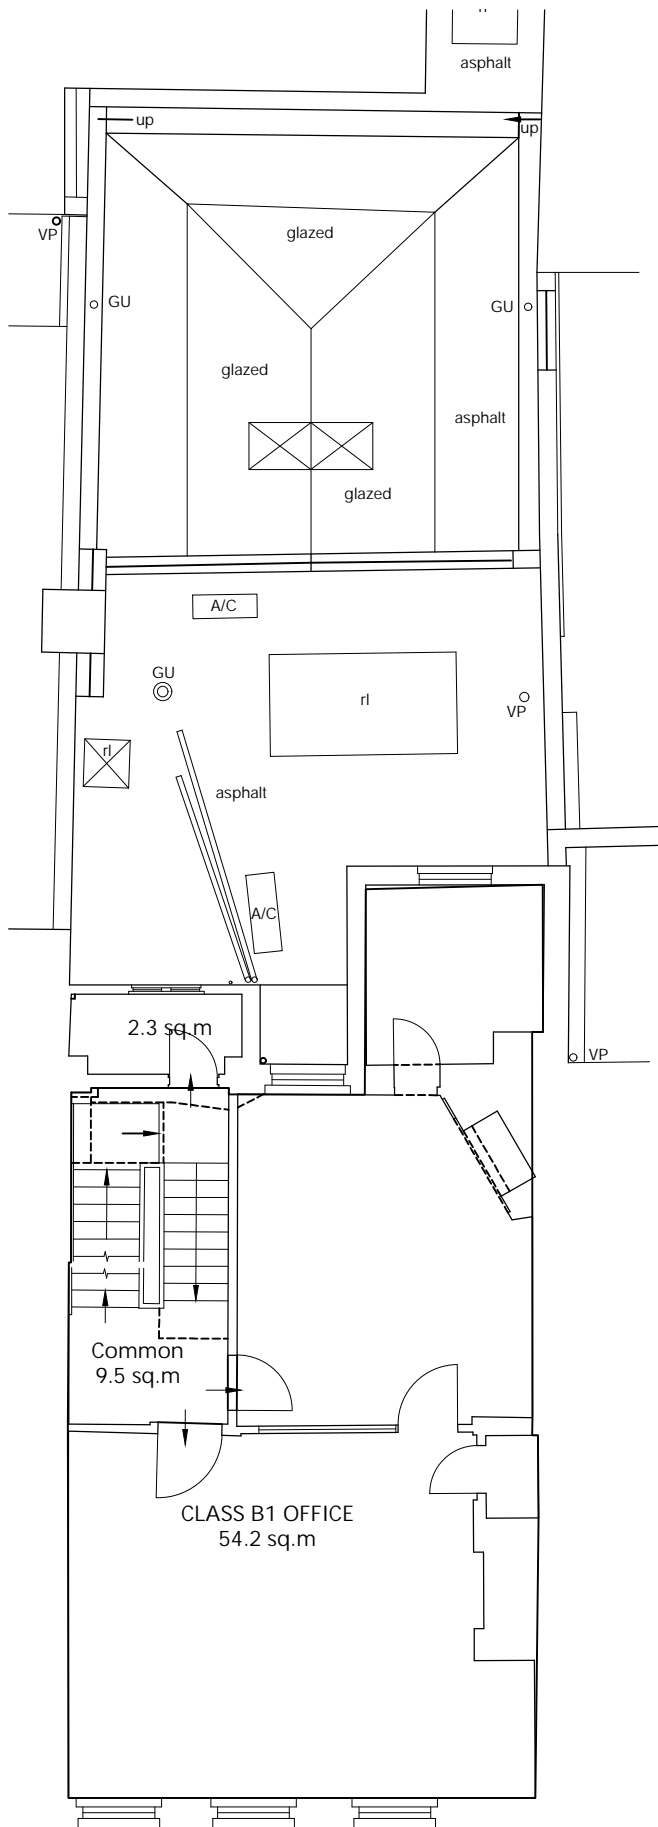 asphalt
up
up
VP
glazed
GU
GU
glazed
asphalt
glazed
A/C
GU
rl
VP
rl
asphalt
A/C
2.3 sq.m
VP
Common
9.5 sq.m
CLASS B1 OFFICE
54.2 sq.m